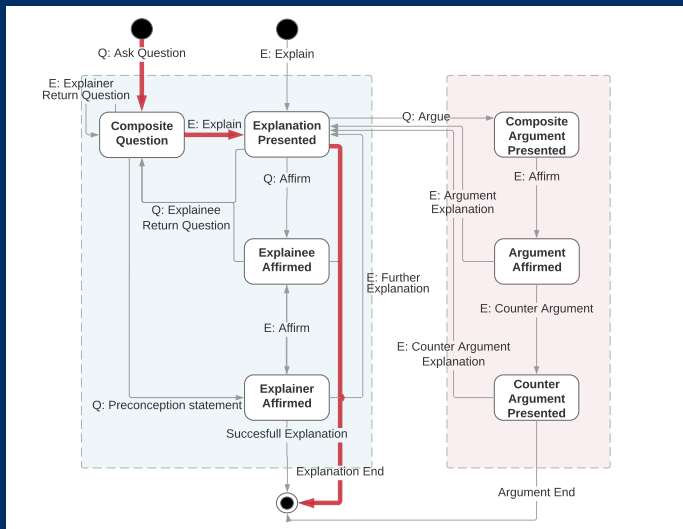 Q: Ask Question
E: Explain
E: Explainer
Return Question
Composite
Question
E: Explain
Explanation
Presented
Q: Argue
Composite
Argument
Presented
Q: Affirm
E: Affirm
Q: Explainee
Return Question
E: Argument
Explanation
Explainee
Affirmed
Argument
Affirmed
E: Further
Explanation
E: Affirm
E: Counter Argument
E: Counter Argument
Explanation
Explainer
Affirmed
Counter
Argument
Presented
Q: Preconception statement
Succesfull Explanation
Explanation End
Argument End